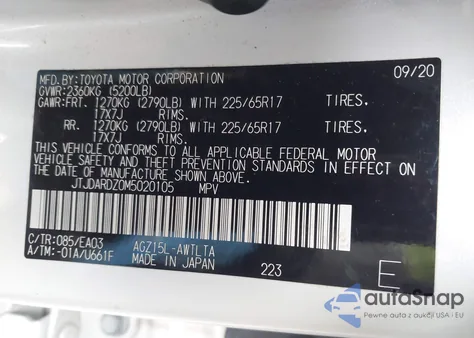 MFD.BY:TOYOTA MOTOR CORPORATION 09/20
GVWR:2360KG (5200LB)
GAWR:FRT. 1270KG (2790LB) WITH 225/65R17 TIRES.
17X7J RIMS.
RR. 1270KG (2790LB) WITH 225/65R17 TIRES.
17X7J RIMS.
THIS VEHICLE CONFORMS TO ALL APPLICABLE FEDERAL MOTOR
VEHICLE SAFETY AND THEFT PREVENTION STANDARDS IN EFFECT ON
THE DATE OF MANUFACTURE SHOWN ABOVE.
JTJDARDZ0M5020105 MPV
C/TR:085/EA03 AGZ15L-AWTLTA
A/TM:-01A/U661F MADE IN JAPAN 223 E
autoSnap
Pewne auta z aukcji USA i EU